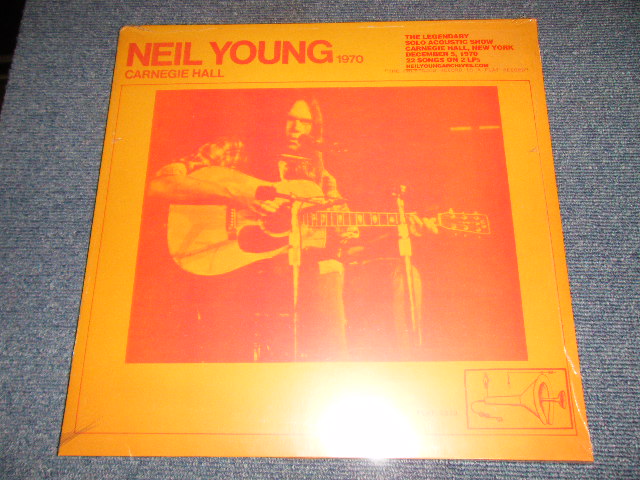 NEIL YOUNG 1970
CARNEGIE HALL
THE LEGENDARY
SOLO ACOUSTIC SHOW
CARNEGIE HALL, NEW YORK
DECEMBER 5, 1970
23 SONGS ON 2 LPs
NEILYOUNGARCHIVES.COM